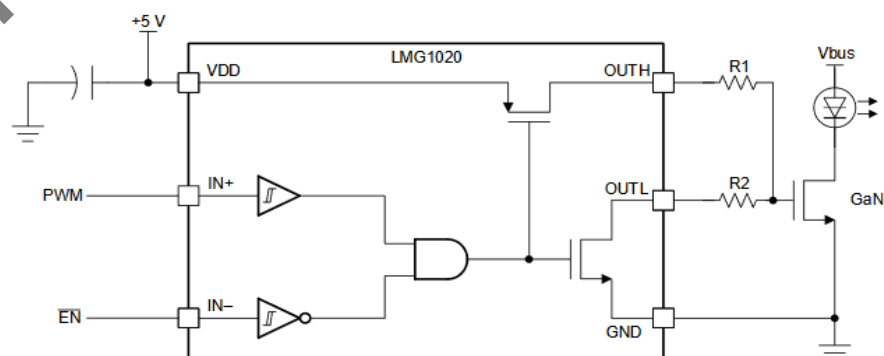 +5 V
LMG1020
Vbus
VDD
OUTH
R1
PWM
IN+
OUTL
R2
GaN
EN
IN–
GND